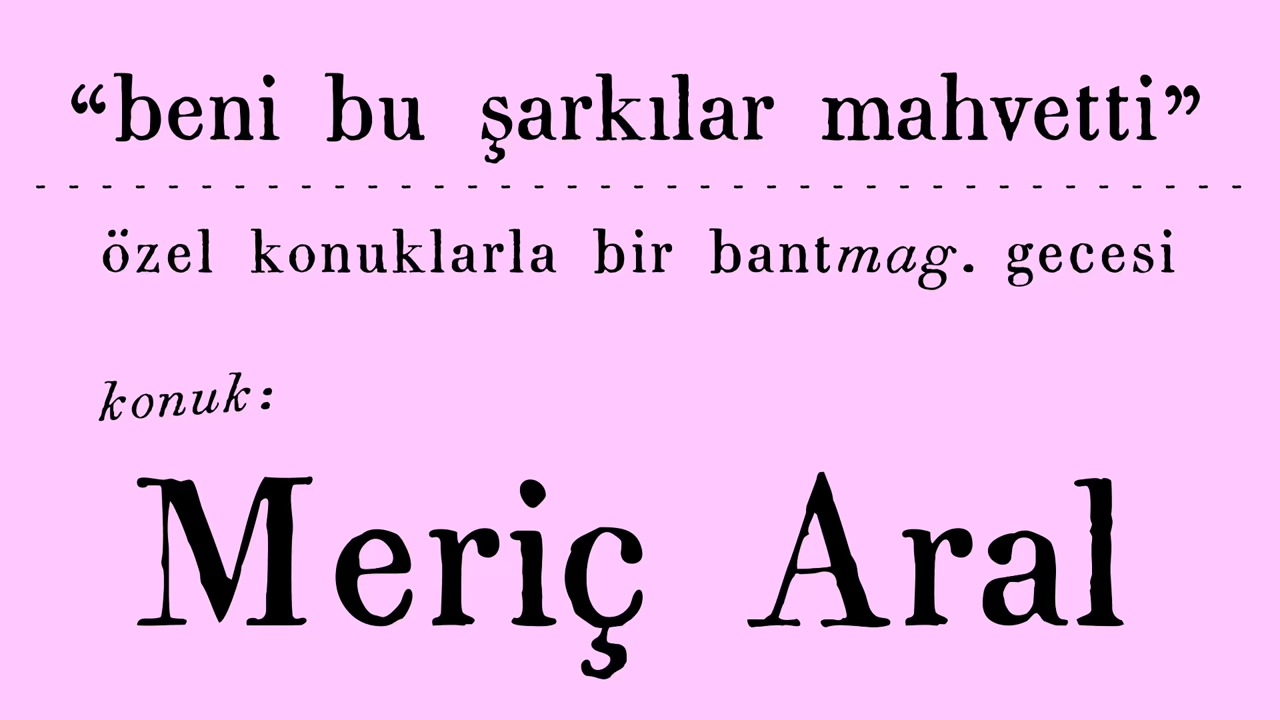 “beni bu şarkılar mahvetti”
özel konuklarla bir bantmag. gecesi
konuk:
Meriç Aral